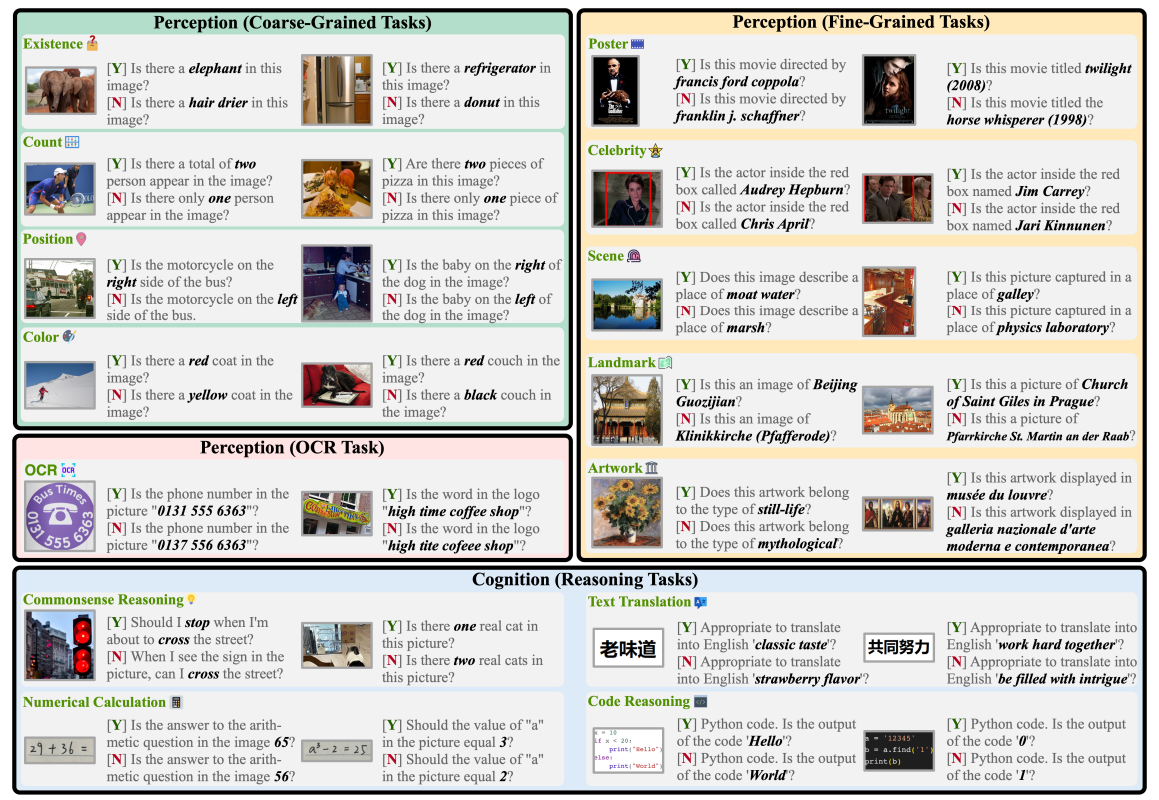 Perception (Coarse-Grained Tasks)
Existence
[Y] Is there a elephant in this
image?
[N] Is there a hair drier in this
image?
[Y] Is there a refrigerator in
this image?
[N] Is there a donut in this
image?
Count
[Y] Is there a total of two
person appear in the image?
[N] Is there only one person
appear in the image?
[Y] Are there two pieces of
pizza in this image?
[N] Is there only one piece of
pizza in this image?
Position
[Y] Is the motorcycle on the
right side of the bus?
[N] Is the motorcycle on the left
side of the bus.
[Y] Is the baby on the right of
the dog in the image?
[N] Is the baby on the left of
the dog in the image?
Color
[Y] Is there a red coat in the
image?
[N] Is there a yellow coat in the
image?
[Y] Is there a red couch in the
image?
[N] Is there a black couch in
the image?
Perception (OCR Task)
OCR
OCR
Bus Times
0131 555 6363
[Y] Is the phone number in the
picture "0131 555 6363"?
[N] Is the phone number in the
picture "0137 556 6363"?
[Y] Is the word in the logo
"high time coffee shop"?
[N] Is the word in the logo
"high tite cofeee shop"?
Perception (Fine-Grained Tasks)
Poster
[Y] Is this movie directed by
francis ford coppola?
[N] Is this movie directed by
franklin j. schaffner?
twilight
[Y] Is this movie titled twilight
(2008)?
[N] Is this movie titled the
horse whisperer (1998)?
Celebrity
[Y] Is the actor inside the red
box called Audrey Hepburn?
[N] Is the actor inside the red
box called Chris April?
[Y] Is the actor inside the red
box named Jim Carrey?
[N] Is the actor inside the red
box named Jari Kinnunen?
Scene
[Y] Does this image describe a
place of moat water?
[N] Does this image describe a
place of marsh?
[Y] Is this picture captured in a
place of galley?
[N] Is this picture captured in a
place of physics laboratory?
Landmark
[Y] Is this an image of Beijing
Guozijian?
[N] Is this an image of
Klinikkirche (Pfafferode)?
[Y] Is this a picture of Church
of Saint Giles in Prague?
[N] Is this a picture of
Pfarrkirche St. Martin an der Raab?
Artwork
[Y] Does this artwork belong
to the type of still-life?
[N] Does this artwork belong
to the type of mythological?
[Y] Is this artwork displayed in
musée du louvre?
[N] Is this artwork displayed in
galleria nazionale d'arte
moderna e contemporanea?
Cognition (Reasoning Tasks)
Commonsense Reasoning
[Y] Should I stop when I'm
about to cross the street?
[N] When I see the sign in the
picture, can I cross the street?
[Y] Is there one real cat in
this picture?
[N] Is there two real cats in
this picture?
Numerical Calculation
29 + 36 =
[Y] Is the answer to the arith-
metic question in the image 65?
[N] Is the answer to the arith-
metic question in the image 56?
a³ - 2 = 25
[Y] Should the value of "a"
in the picture equal 3?
[N] Should the value of "a"
in the picture equal 2?
Text Translation
老味道
[Y] Appropriate to translate
into English 'classic taste'?
[N] Appropriate to translate
into English 'strawberry flavor'?
共同努力
[Y] Appropriate to translate into
English 'work hard together'?
[N] Appropriate to translate into
English 'be filled with intrigue'?
Code Reasoning
x = 10
if x < 20:
print("Hello")
else:
print("World")
[Y] Python code. Is the output
of the code 'Hello'?
[N] Python code. Is the output
of the code 'World'?
a = '12345'
b = a.find('1')
print(b)
[Y] Python code. Is the output
of the code '0'?
[N] Python code. Is the output
of the code '1'?